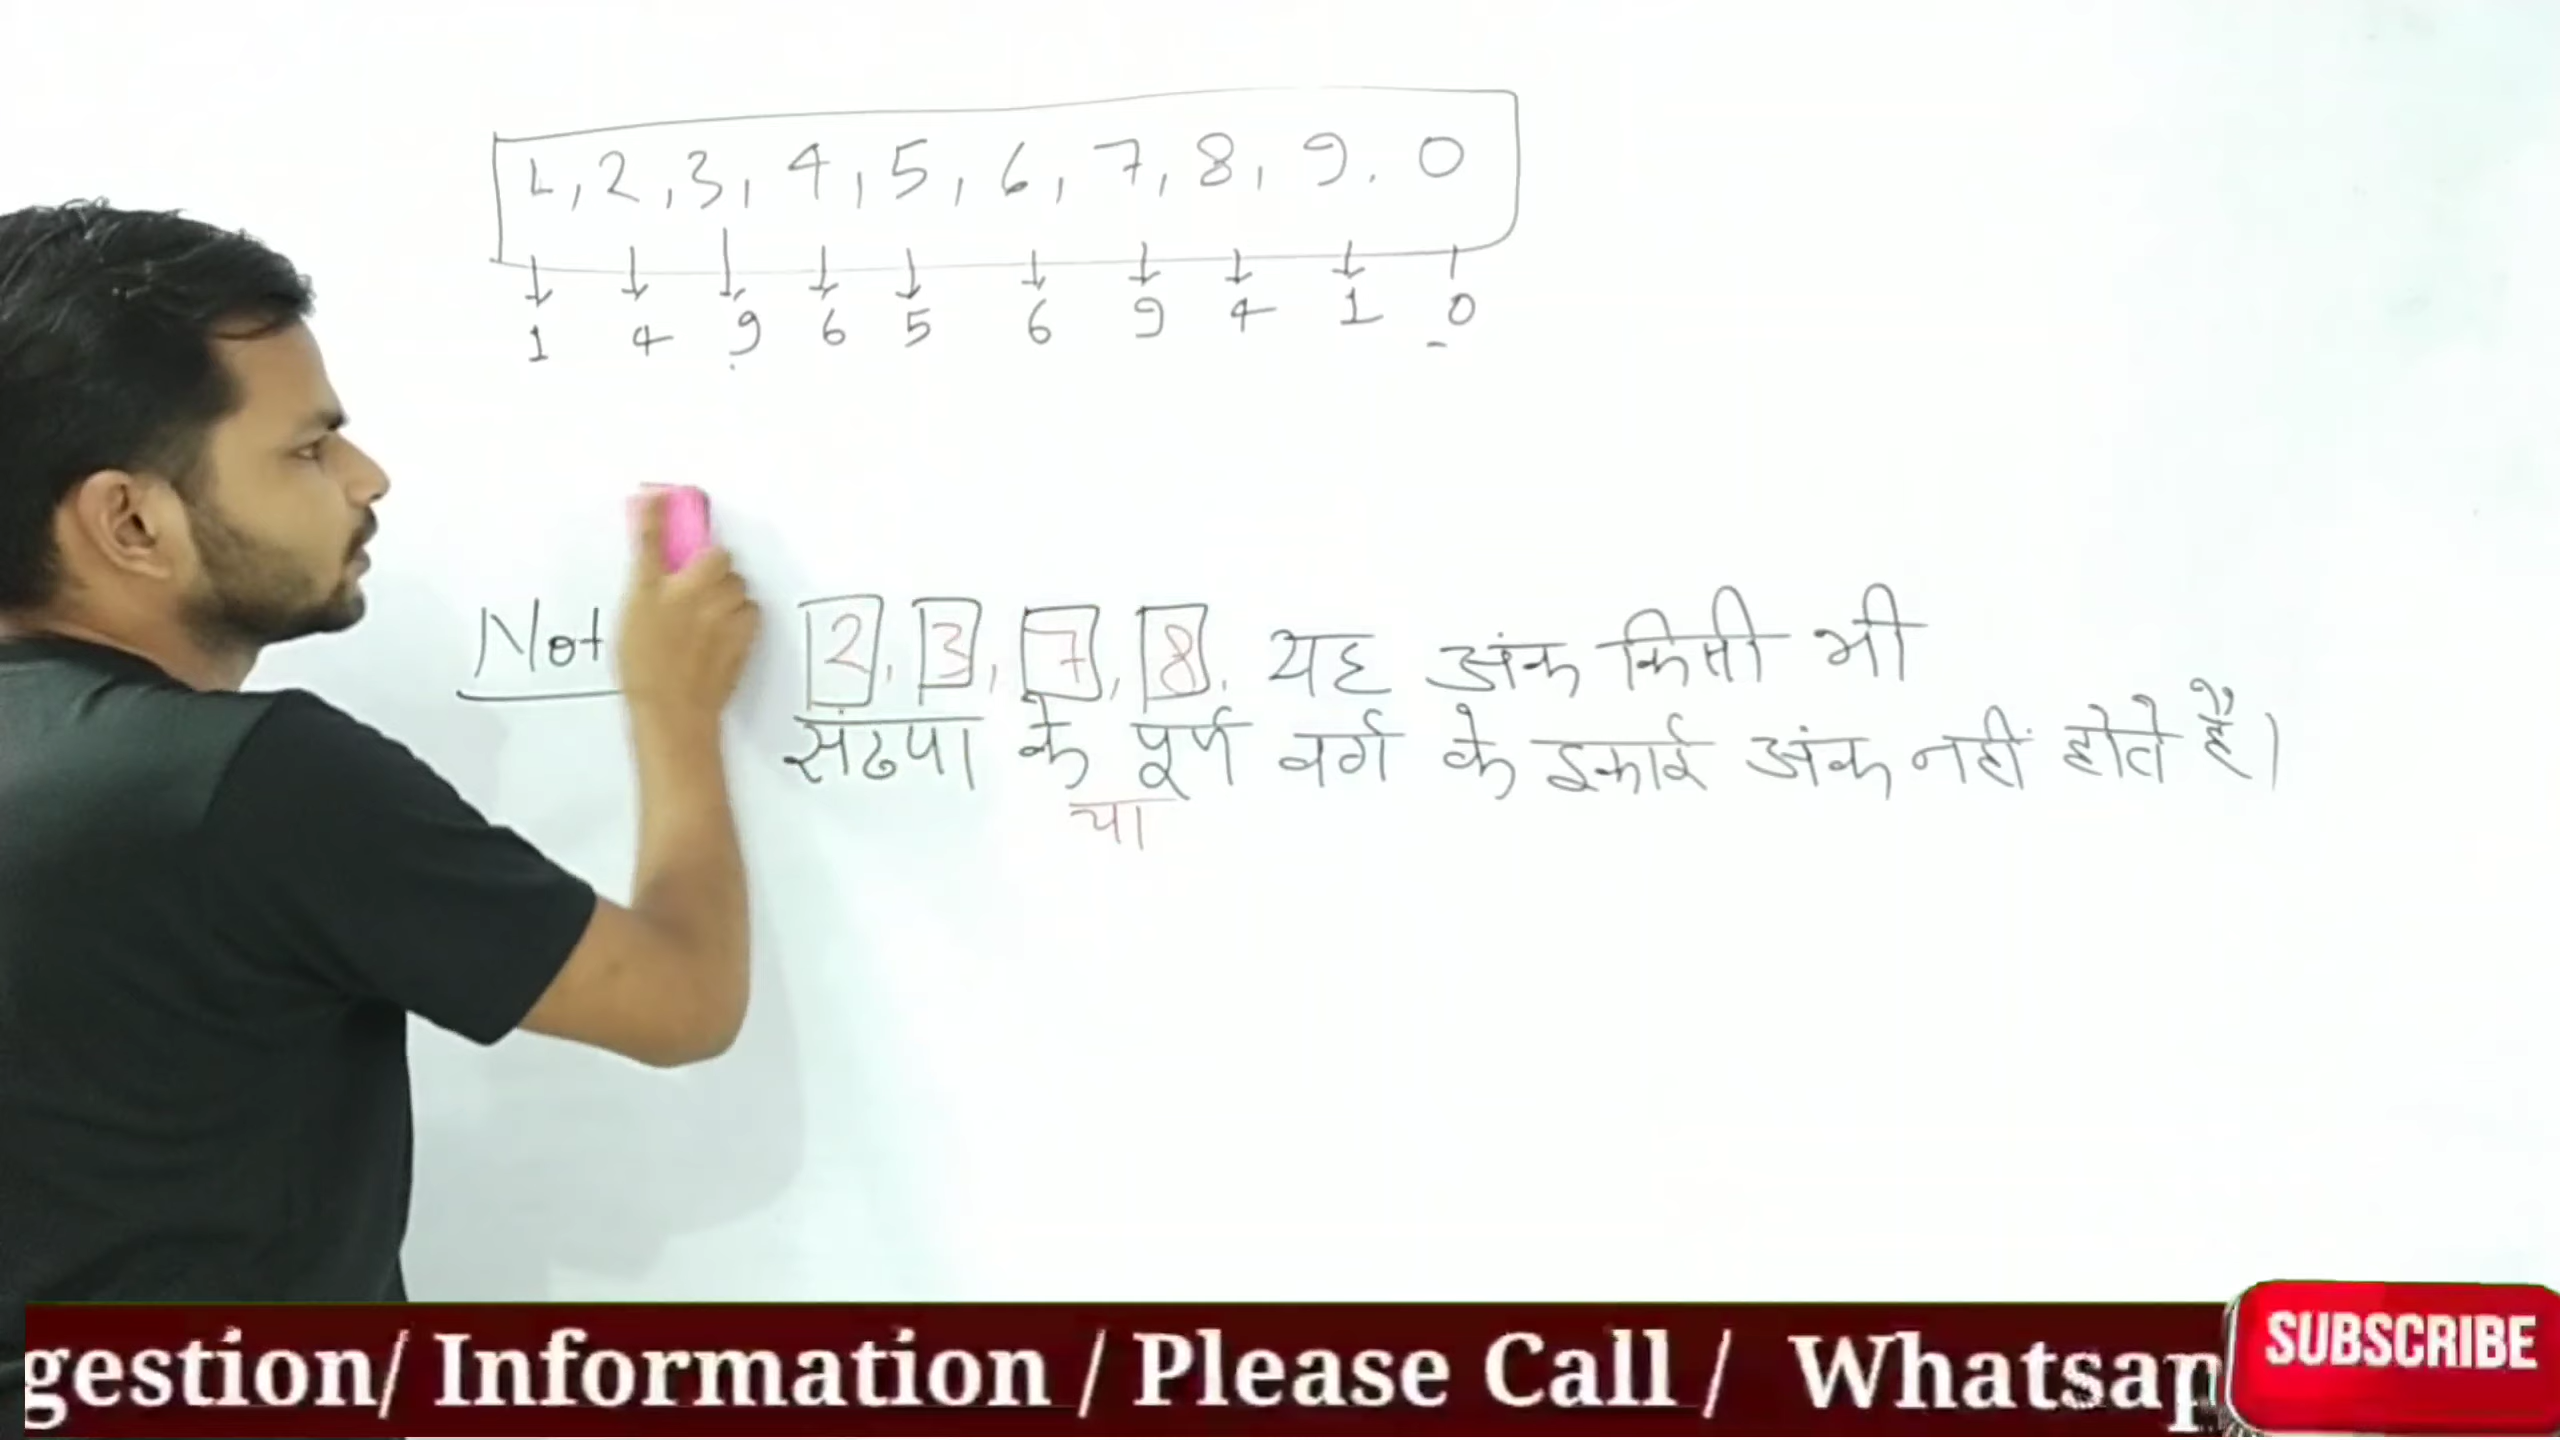 1, 2, 3, 4, 5, 6, 7, 8, 9. 0
1 4 9 6 5 6 9 4 1 0
Not 2, 3, 7, 8, यह अंक किसी भी
संख्या के पूर्ण वर्ग के इकाई अंक नहीं होते है।
या
gestion/ Information / Please Call / Whatsap
SUBSCRIBE